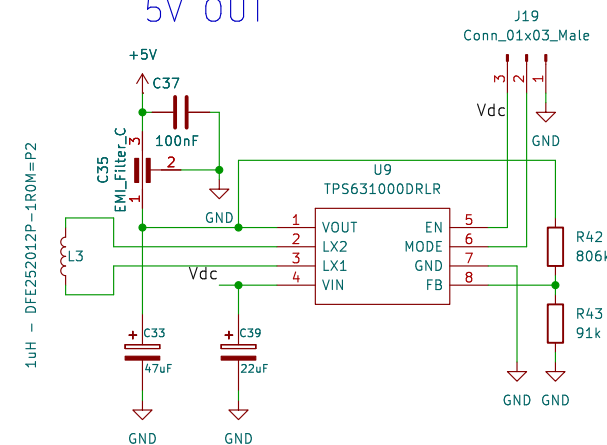 5V OUT
J19
Conn_01x03_Male
+5V
C37
3
2
1
Vdc
100nF
GND
3
C35
EMI_Filter_C
2
1
GND
U9
TPS631000DRLR
1uH - DFE252012P-1R0M=P2
L3
1 VOUT EN 5
2 LX2 MODE 6
3 LX1 GND 7
4 VIN FB 8
Vdc
R42
806k
R43
91k
+ C33
47uF
+ C39
22uF
GND GND
GND GND